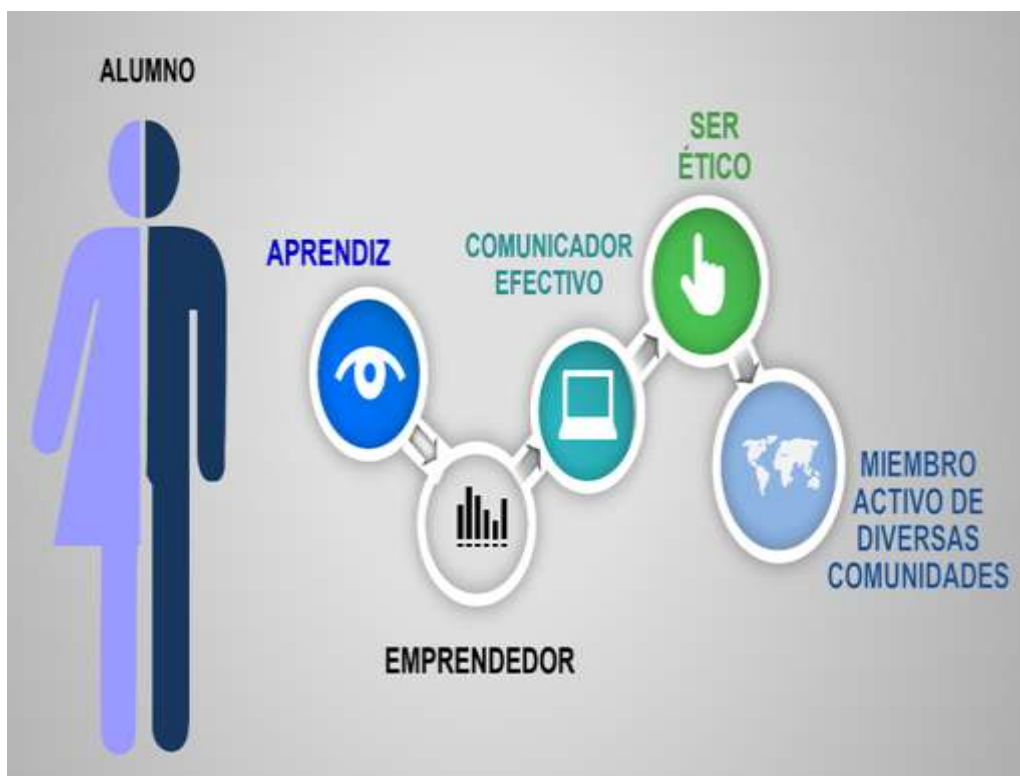 ALUMNO
APRENDIZ
EMPRENDEDOR
COMUNICADOR
EFECTIVO
SER
ÉTICO
MIEMBRO
ACTIVO DE
DIVERSAS
COMUNIDADES